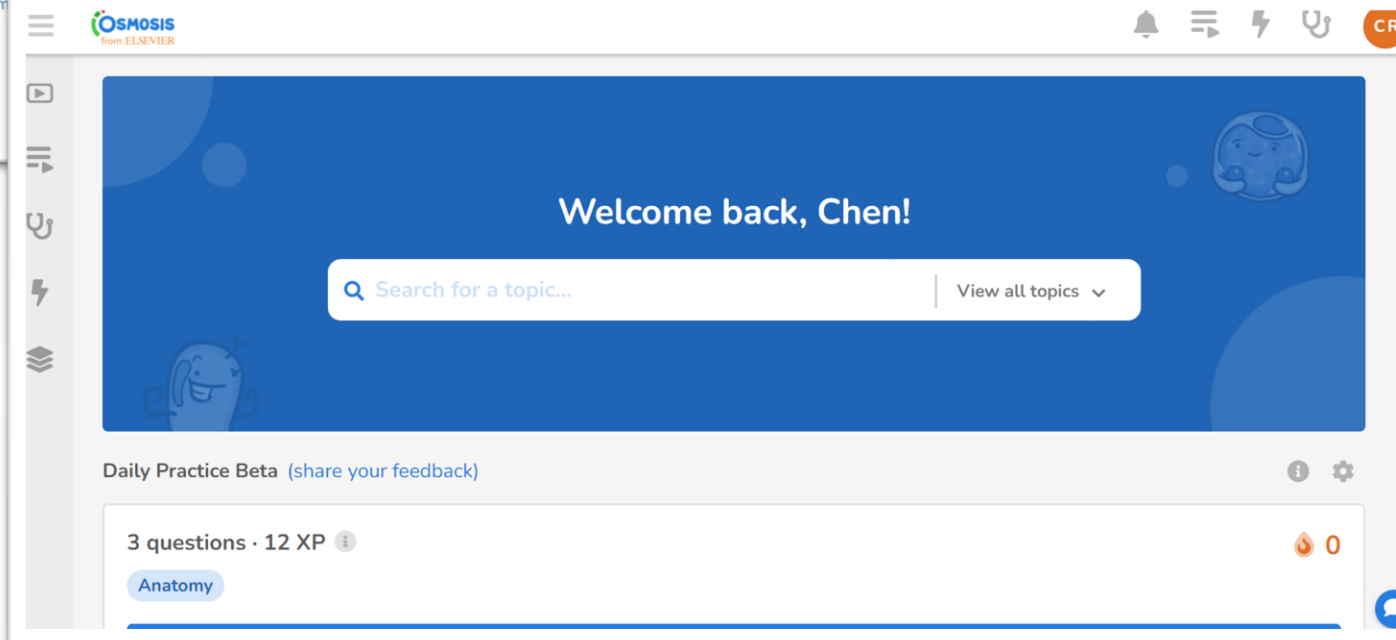 OSMOSIS
from ELSEVIER
CR
Welcome back, Chen!
Search for a topic...
View all topics
Daily Practice Beta (share your feedback)
3 questions · 12 XP
0
Anatomy